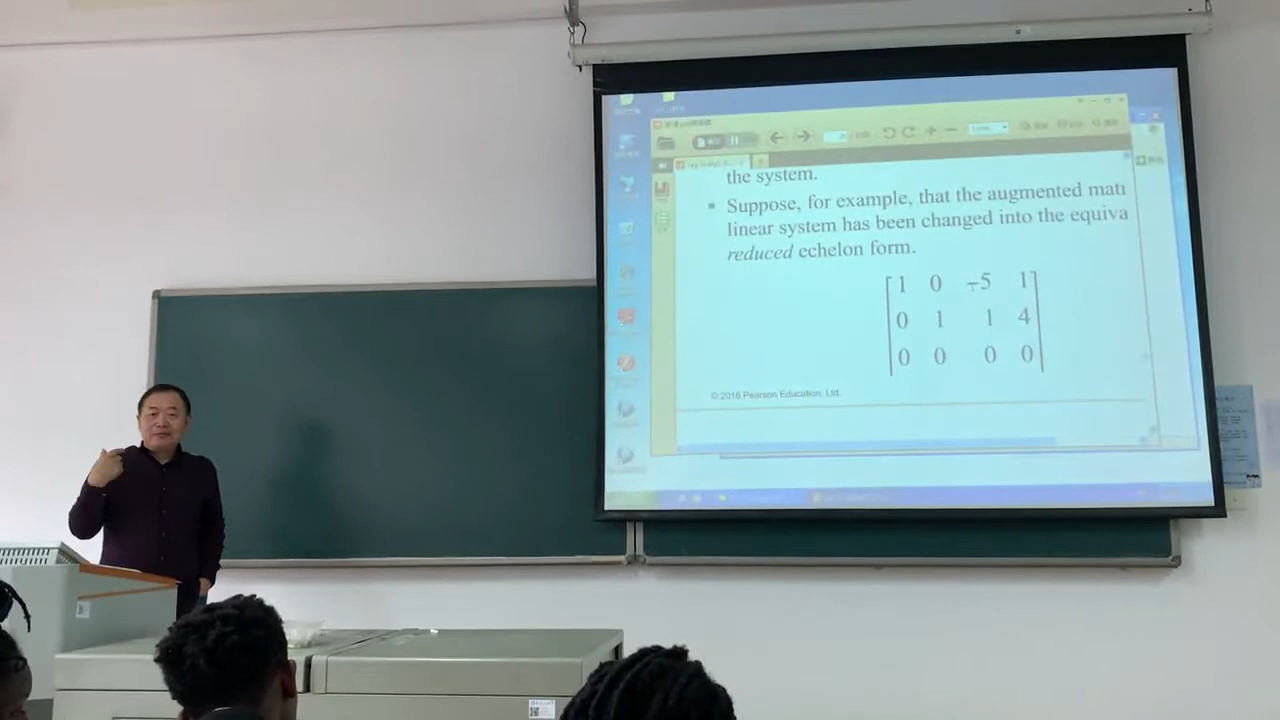 the system.
Suppose, for example, that the augmented mat
linear system has been changed into the equiva
reduced echelon form.
1 0 -5 1
0 1 1 4
0 0 0 0
© 2016 Pearson Education, Ltd.